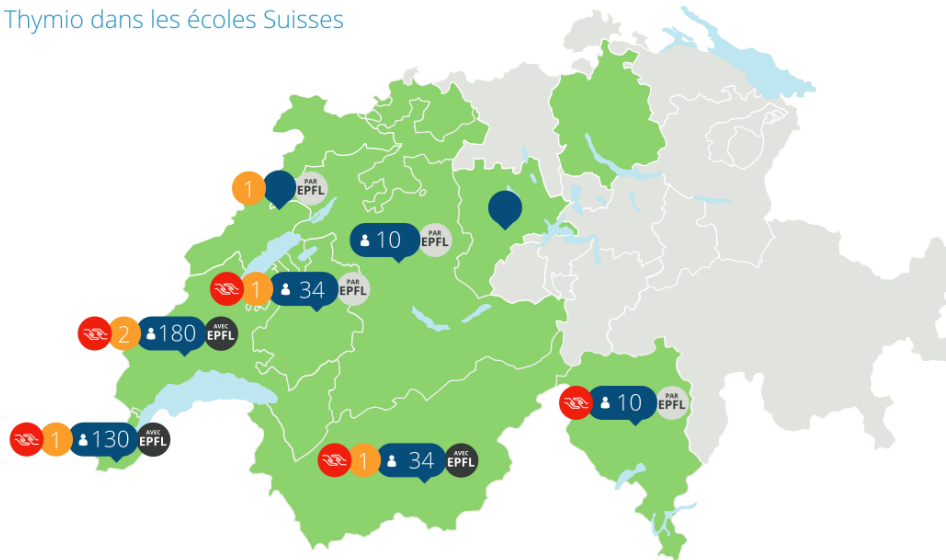 Thymio dans les écoles Suisses
1 PAR EPFL
10 PAR EPFL
1 34 PAR EPFL
2 180 AVEC EPFL
10 PAR EPFL
1 130 AVEC EPFL
1 34 AVEC EPFL